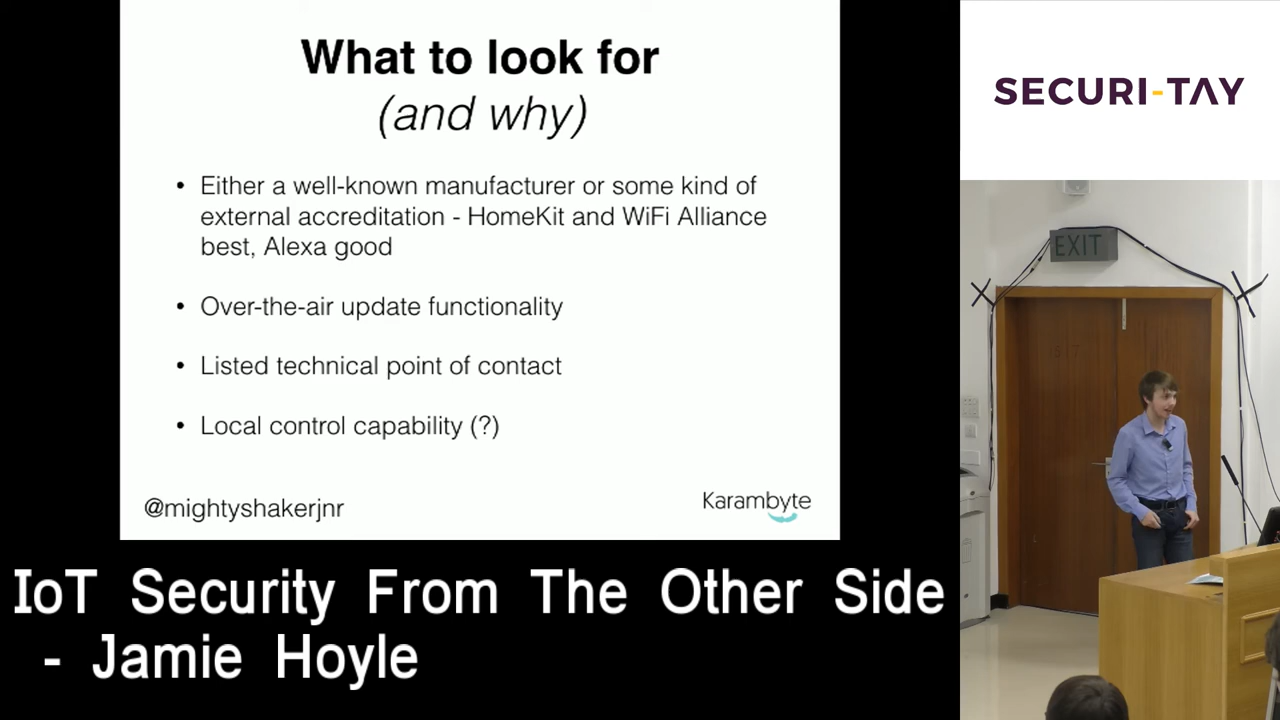 What to look for
(and why)
• Either a well-known manufacturer or some kind of
external accreditation - HomeKit and WiFi Alliance
best, Alexa good
• Over-the-air update functionality
• Listed technical point of contact
• Local control capability (?)
@mightyshakerjnr
Karambyte
IoT Security From The Other Side
- Jamie Hoyle
SECURI-TAY
EXIT